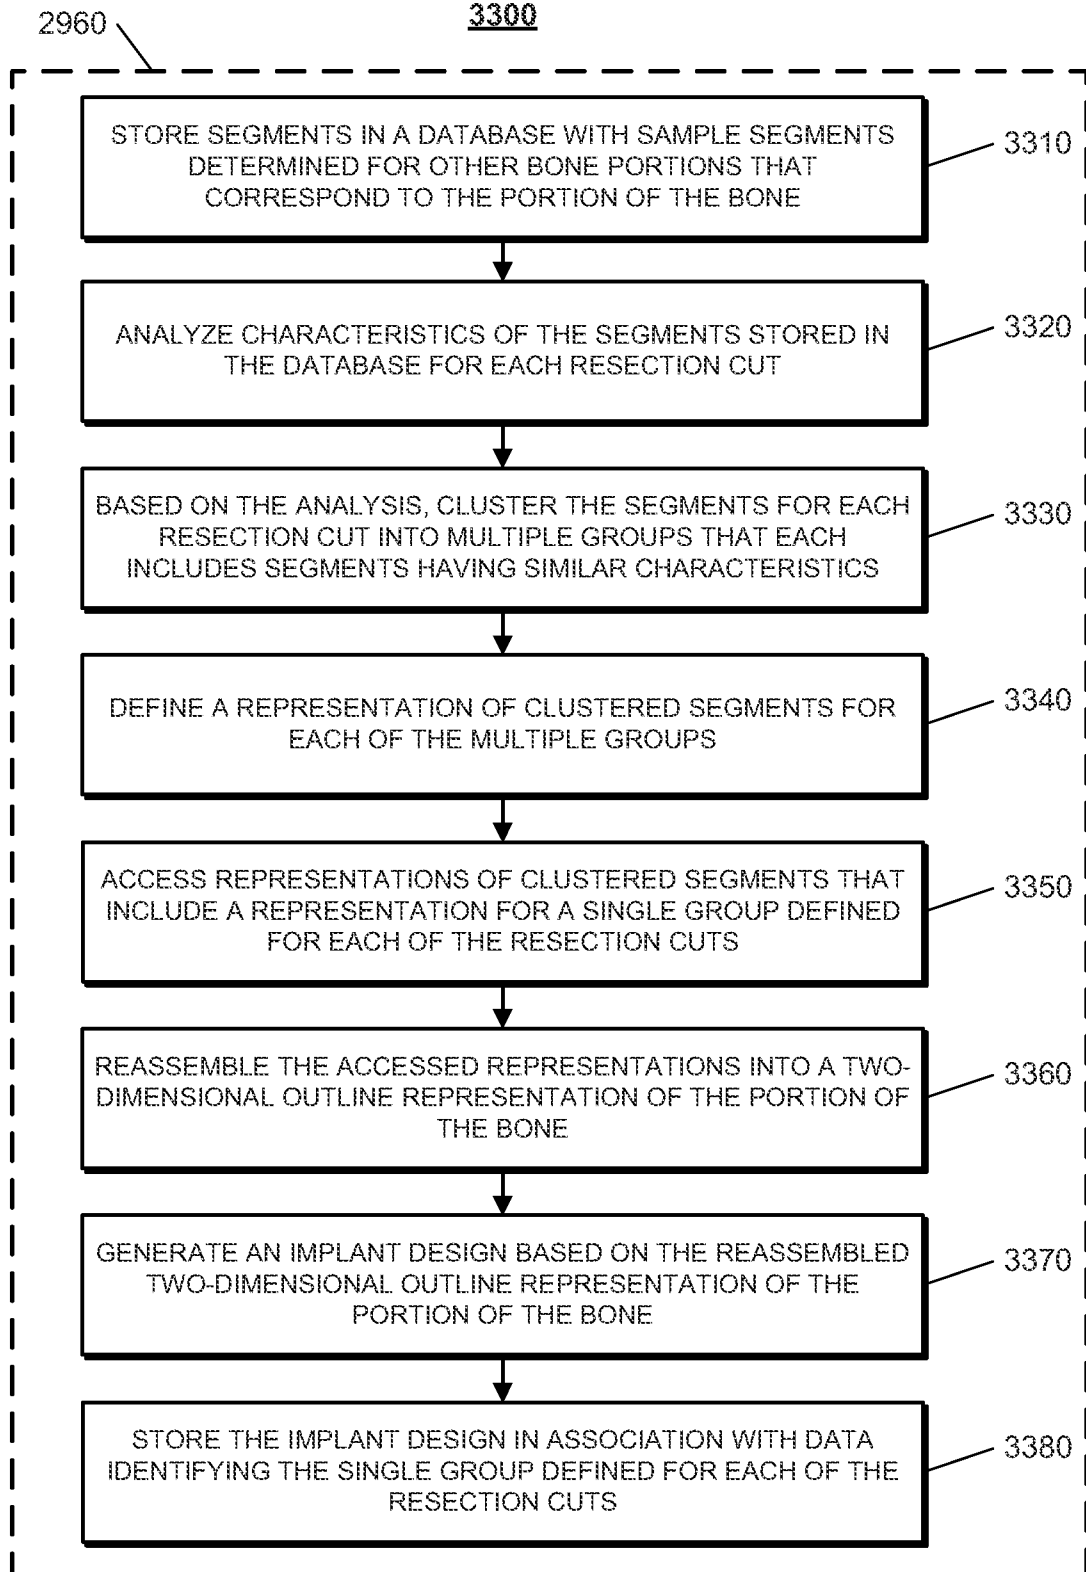 3300
2960
STORE SEGMENTS IN A DATABASE WITH SAMPLE SEGMENTS
DETERMINED FOR OTHER BONE PORTIONS THAT
CORRESPOND TO THE PORTION OF THE BONE
3310
ANALYZE CHARACTERISTICS OF THE SEGMENTS STORED IN
THE DATABASE FOR EACH RESECTION CUT
3320
BASED ON THE ANALYSIS, CLUSTER THE SEGMENTS FOR EACH
RESECTION CUT INTO MULTIPLE GROUPS THAT EACH
INCLUDES SEGMENTS HAVING SIMILAR CHARACTERISTICS
3330
DEFINE A REPRESENTATION OF CLUSTERED SEGMENTS FOR
EACH OF THE MULTIPLE GROUPS
3340
ACCESS REPRESENTATIONS OF CLUSTERED SEGMENTS THAT
INCLUDE A REPRESENTATION FOR A SINGLE GROUP DEFINED
FOR EACH OF THE RESECTION CUTS
3350
REASSEMBLE THE ACCESSED REPRESENTATIONS INTO A TWO-
DIMENSIONAL OUTLINE REPRESENTATION OF THE PORTION OF
THE BONE
3360
GENERATE AN IMPLANT DESIGN BASED ON THE REASSEMBLED
TWO-DIMENSIONAL OUTLINE REPRESENTATION OF THE
PORTION OF THE BONE
3370
STORE THE IMPLANT DESIGN IN ASSOCIATION WITH DATA
IDENTIFYING THE SINGLE GROUP DEFINED FOR EACH OF THE
RESECTION CUTS
3380